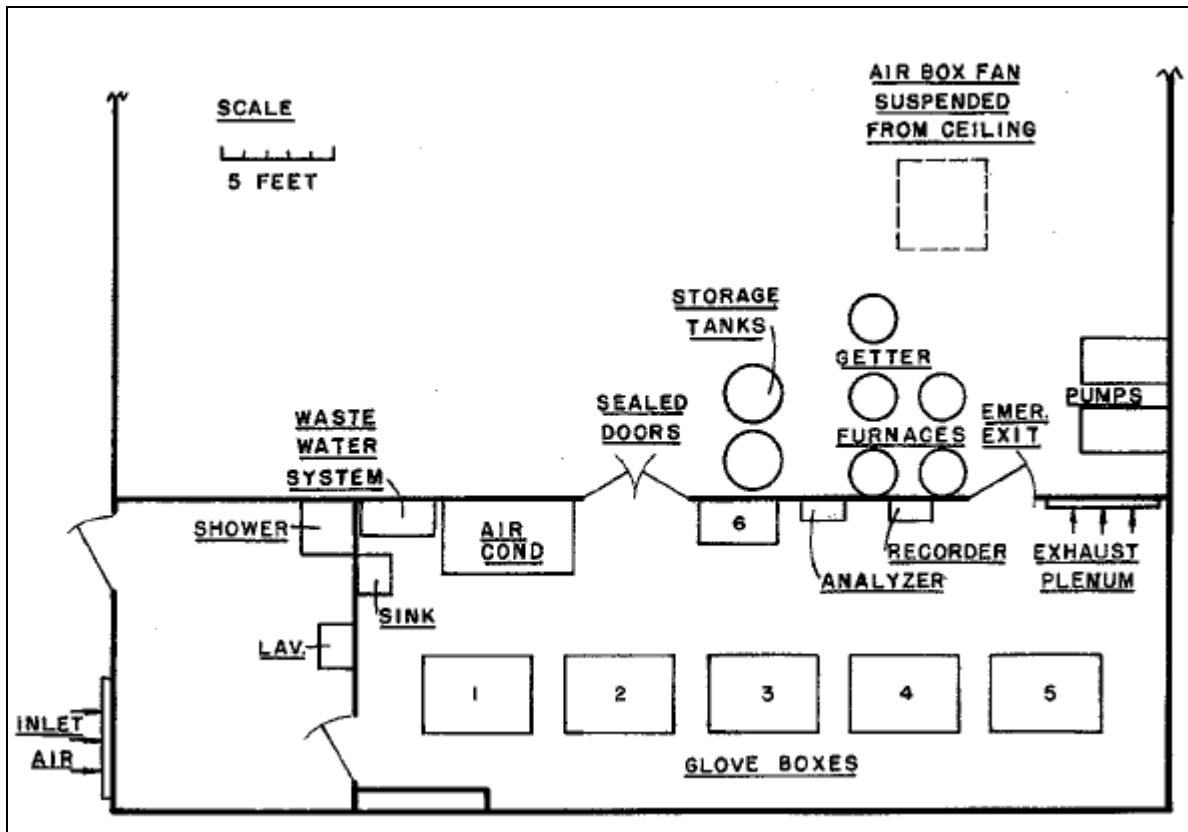 AIR BOX FAN
SUSPENDED
FROM CEILING
SCALE
5 FEET
STORAGE
TANKS
GETTER
PUMPS
SEALED
DOORS
FURNACES
EMER.
EXIT
WASTE
WATER
SYSTEM
SHOWER
AIR
COND
6
RECORDER
ANALYZER
EXHAUST
PLENUM
SINK
LAV.
1
2
3
4
5
INLET
AIR
GLOVE BOXES